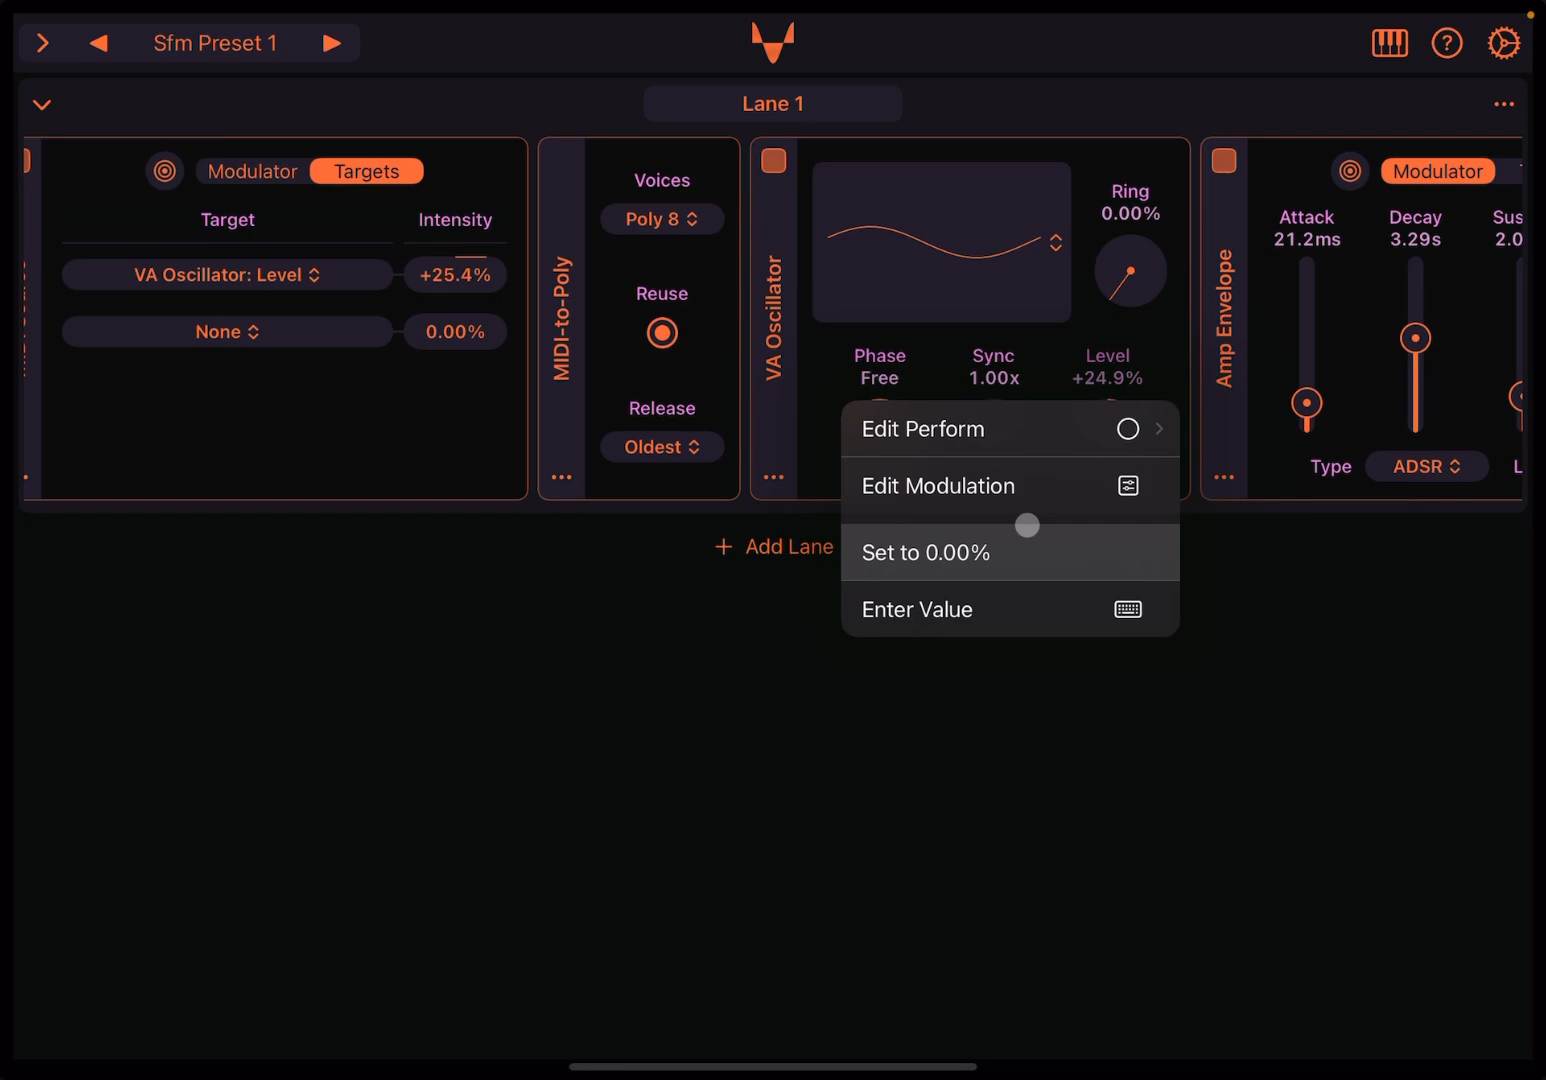 Sfm Preset 1
?
Lane 1
Modulator Targets
Target Intensity
VA Oscillator: Level +25.4%
None 0.00%
MIDI-to-Poly
Voices
Poly 8
Reuse
Release
Oldest
VA Oscillator
Ring
0.00%
Phase Sync Level
Free 1.00x +24.9%
Amp Envelope
Modulator
Attack Decay Sus
21.2ms 3.29s 2.0
Type ADSR L
Edit Perform
Edit Modulation
Set to 0.00%
Enter Value
+ Add Lane